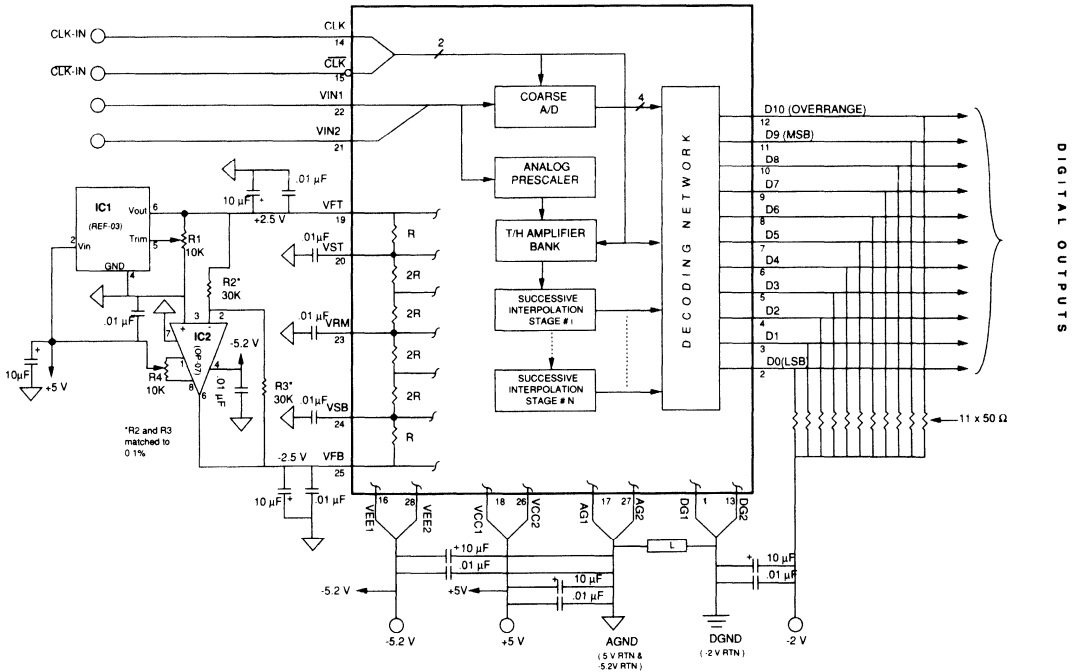 CLK-IN
CLK
14
2
CLK-IN
CLK
15
VIN1
22
VIN2
21
COARSE
A/D
4
ANALOG
PRESCALER
T/H AMPLIFIER
BANK
SUCCESSIVE
INTERPOLATION
STAGE # 1
SUCCESSIVE
INTERPOLATION
STAGE # N
DECODING NETWORK
D10 (OVERRANGE)
12
D9 (MSB)
11
D8
10
D7
9
D6
8
D5
7
D4
6
D3
5
D2
4
D1
3
D0(LSB)
2
DIGITAL OUTPUTS
11 x 50 Ω
IC1
(REF-03)
Vout
6
Trim
5
2
Vin
GND
4
10 µF
+
.01 µF
+2.5 V
VFT
19
R1
10K
R2*
30K
.01µF
VST
20
.01 µF
VRM
23
.01µF
VSB
24
-2.5 V
VFB
25
R
2R
2R
2R
2R
R
.01 µF
3
2
+
-
7
IC2
(OP-07)
4
-5.2 V
1
8
6
R4
10K
.01 µF
R3*
30K
+
10µF
+5 V
*R2 and R3
matched to
0 1%
10 µF
+
.01 µF
16
VEE1
28
VEE2
18
VCC1
26
VCC2
17
AG1
27
AG2
1
DG1
13
DG2
L
+10 µF
.01 µF
+
10 µF
.01 µF
+
10 µF
.01 µF
-5.2 V
+5V
-5.2 V
+5 V
AGND
( 5 V RTN &
-5.2V RTN )
DGND
( -2 V RTN )
-2 V